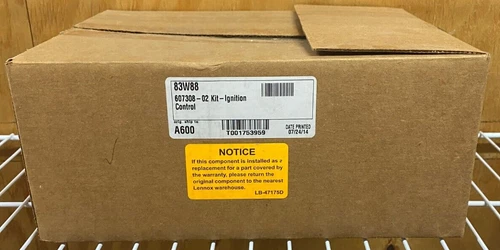 83W88
607308-02 Kit-Ignition
Control
A600
T001753959
DATE PRINTED
07/24/14
NOTICE
If this component is installed as a
replacement for a part covered by
the warranty, please return the
original component to the nearest
Lennox warehouse.
LB-47175D